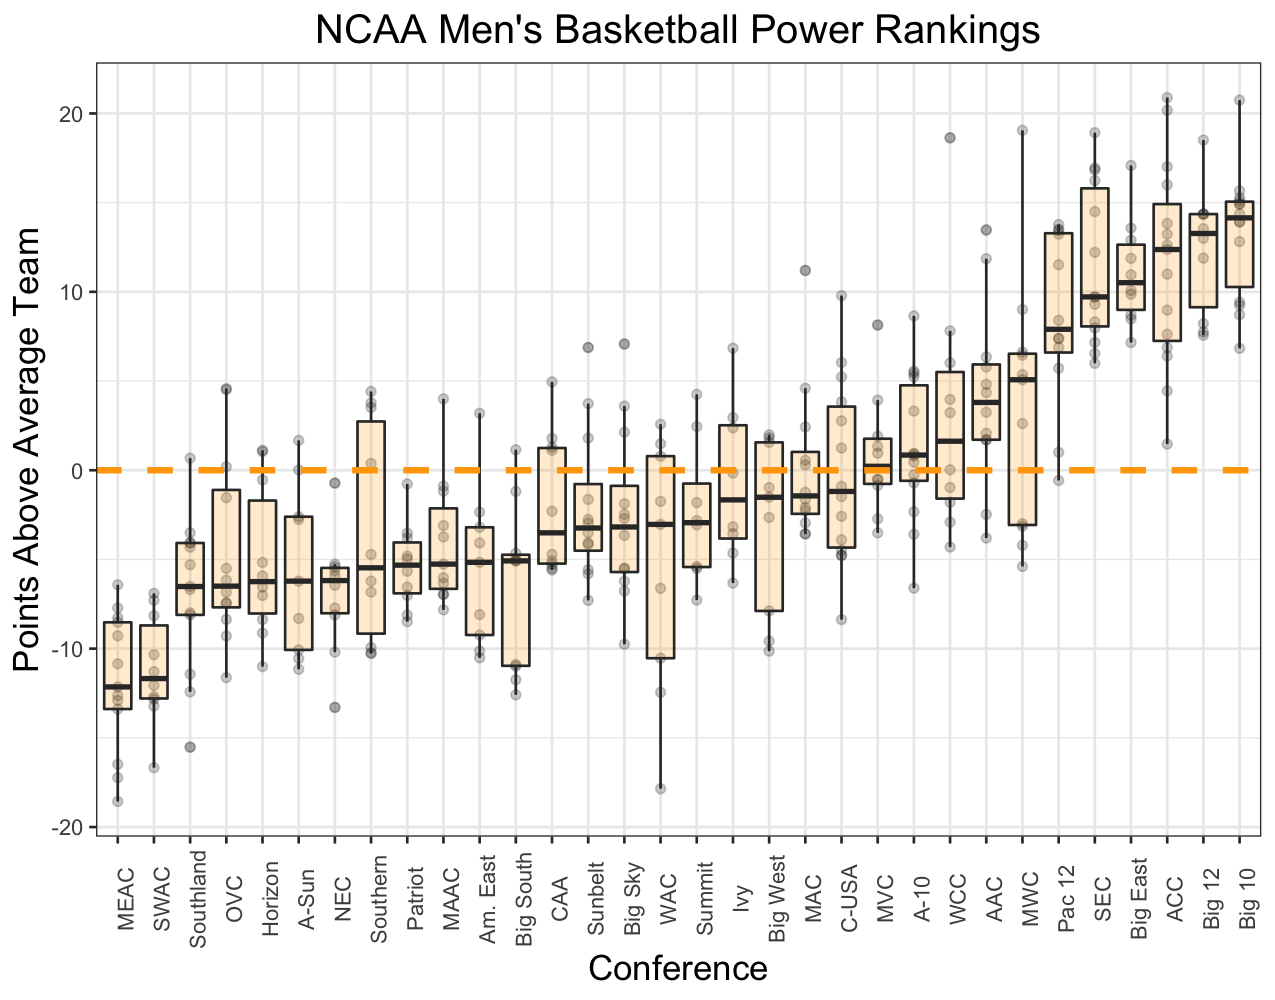 NCAA Men's Basketball Power Rankings
Points Above Average Team
20
10
0
-10
-20
MEAC
SWAC
Southland
OVC
Horizon
A-Sun
NEC
Southern
Patriot
MAAC
Am. East
Big South
CAA
Sunbelt
Big Sky
WAC
Summit
Ivy
Big West
MAC
C-USA
MVC
A-10
WCC
AAC
MWC
Pac 12
SEC
Big East
ACC
Big 12
Big 10
Conference